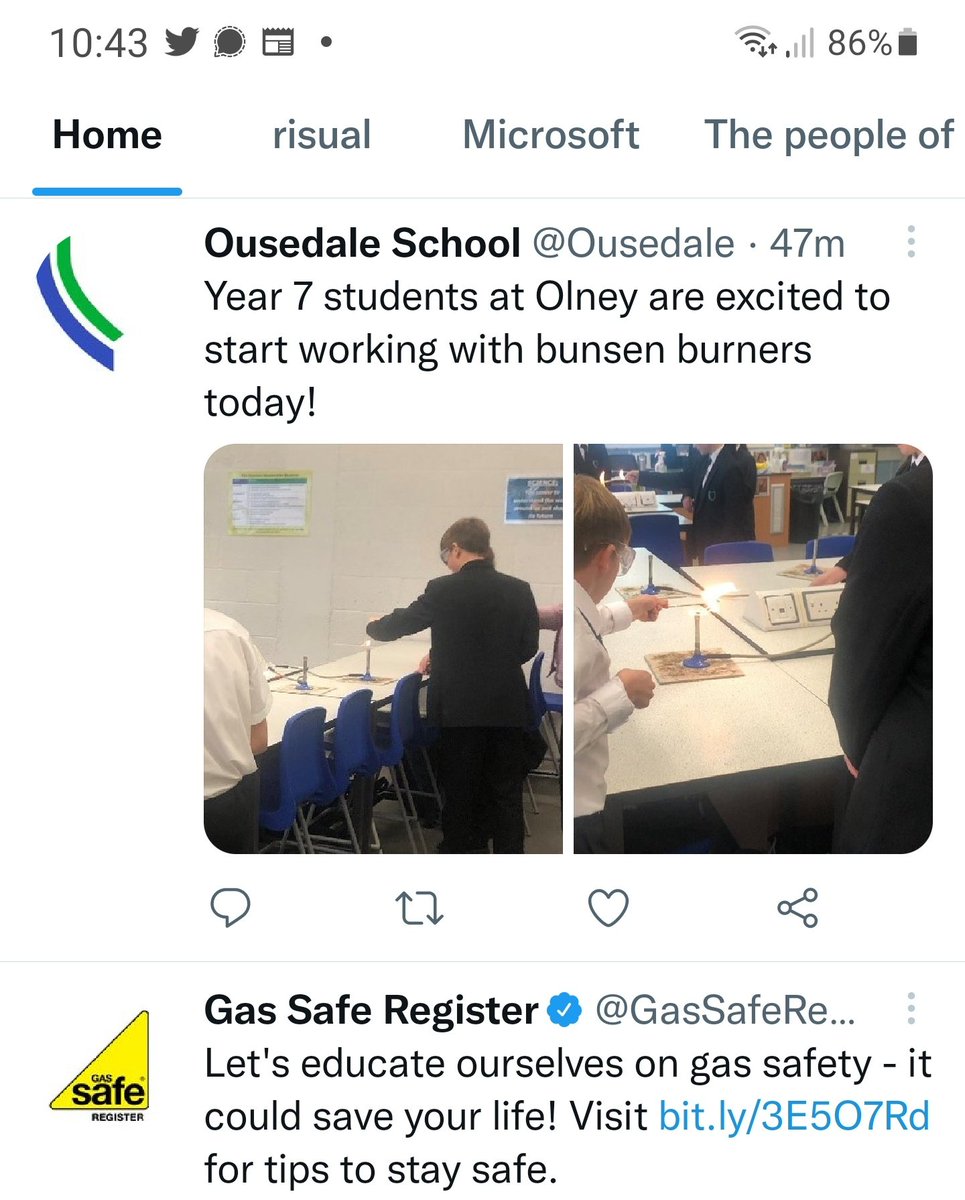 10:43
86%
Home risual Microsoft The people of
Ousedale School @Ousedale · 47m
Year 7 students at Olney are excited to
start working with bunsen burners
today!
SCIENCE:
Gas Safe Register @GasSafeRe...
GAS
safe
REGISTER
Let's educate ourselves on gas safety - it
could save your life! Visit bit.ly/3E5O7Rd
for tips to stay safe.